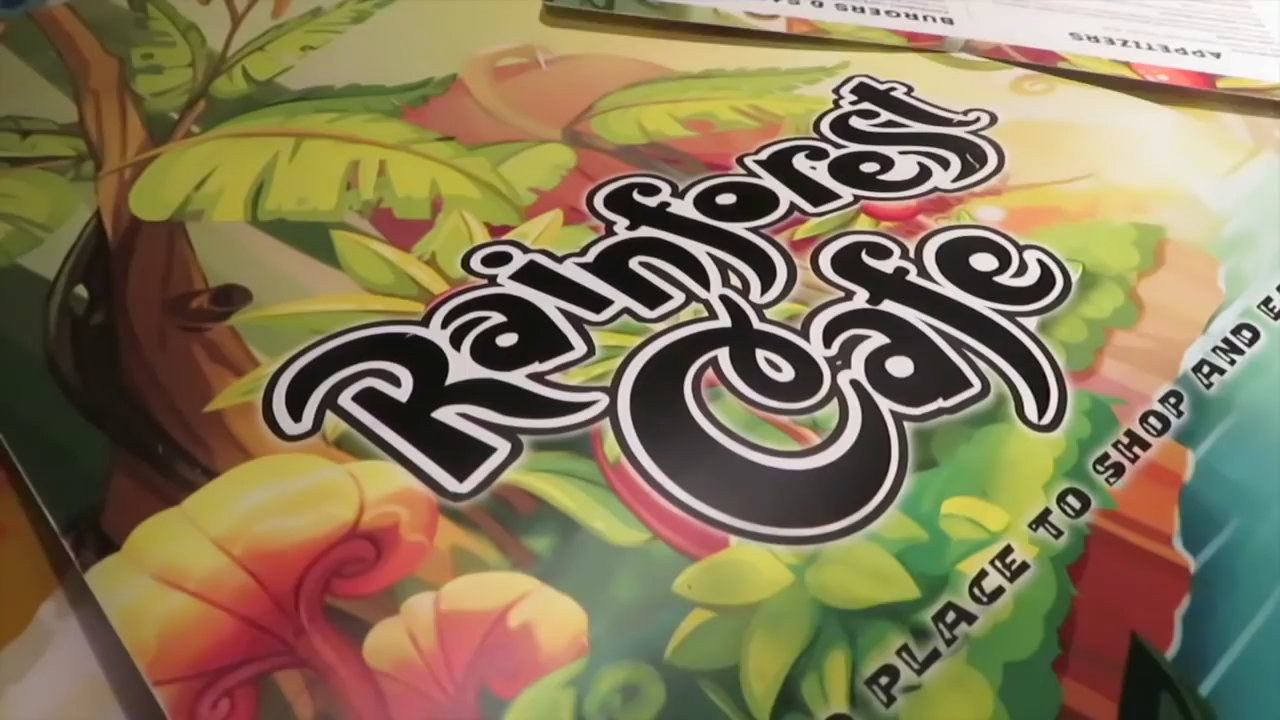 Rainforest
Cafe
PLACE TO SHOP AND
APPETIZERS
BURGERS &